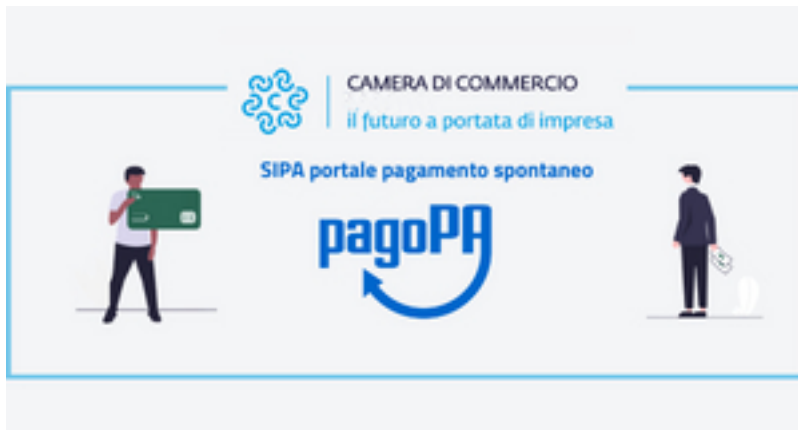 CAMERA DI COMMERCIO
il futuro a portata di impresa
SIPA portale pagamento spontaneo
pagoPA